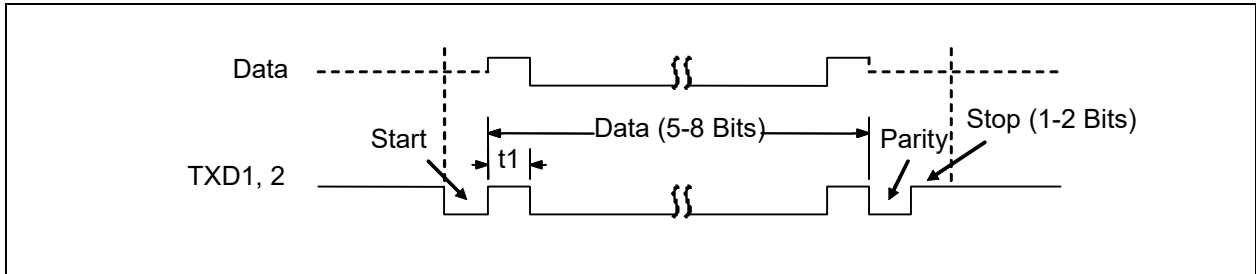 Data
Data (5-8 Bits)
Stop (1-2 Bits)
Start
Parity
t1
TXD1, 2